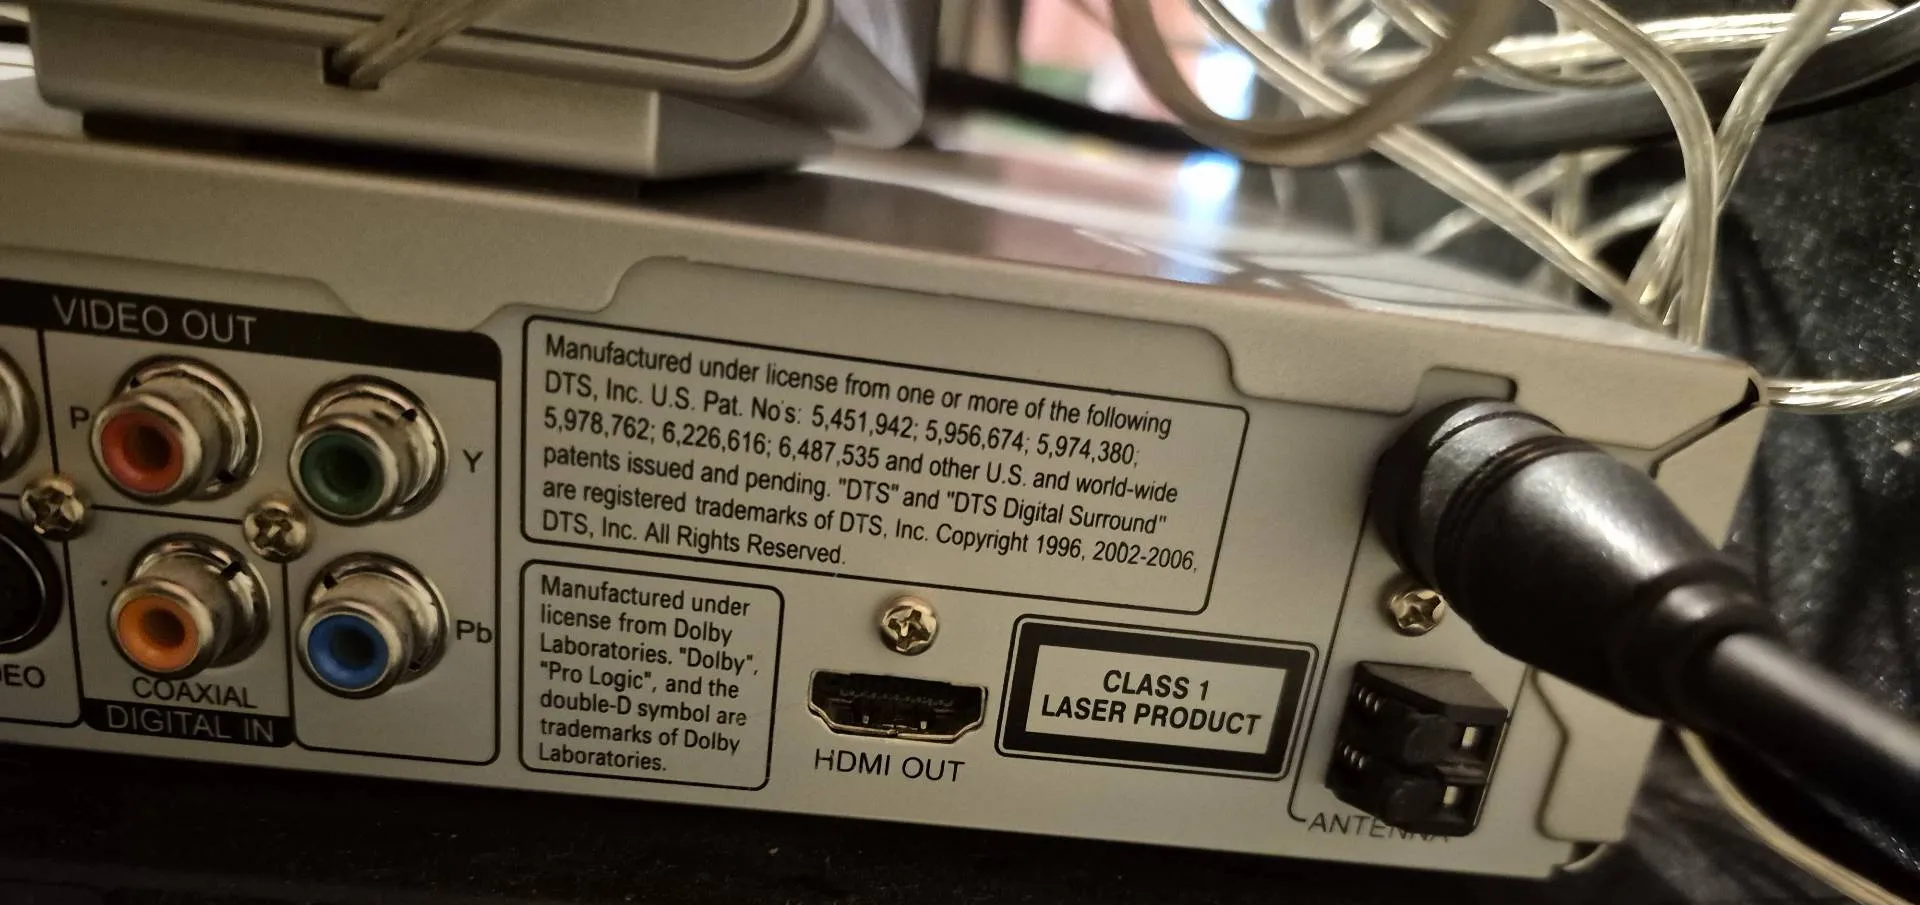 VIDEO OUT
P
Y
Pb
COAXIAL
DIGITAL IN
Manufactured under license from one or more of the following
DTS, Inc. U.S. Pat. No's: 5,451,942; 5,956,674; 5,974,380;
5,978,762; 6,226,616; 6,487,535 and other U.S. and world-wide
patents issued and pending. "DTS" and "DTS Digital Surround"
are registered trademarks of DTS, Inc. Copyright 1996, 2002-2006,
DTS, Inc. All Rights Reserved.
Manufactured under
license from Dolby
Laboratories. "Dolby",
"Pro Logic", and the
double-D symbol are
trademarks of Dolby
Laboratories.
HDMI OUT
CLASS 1
LASER PRODUCT
ANTENNA